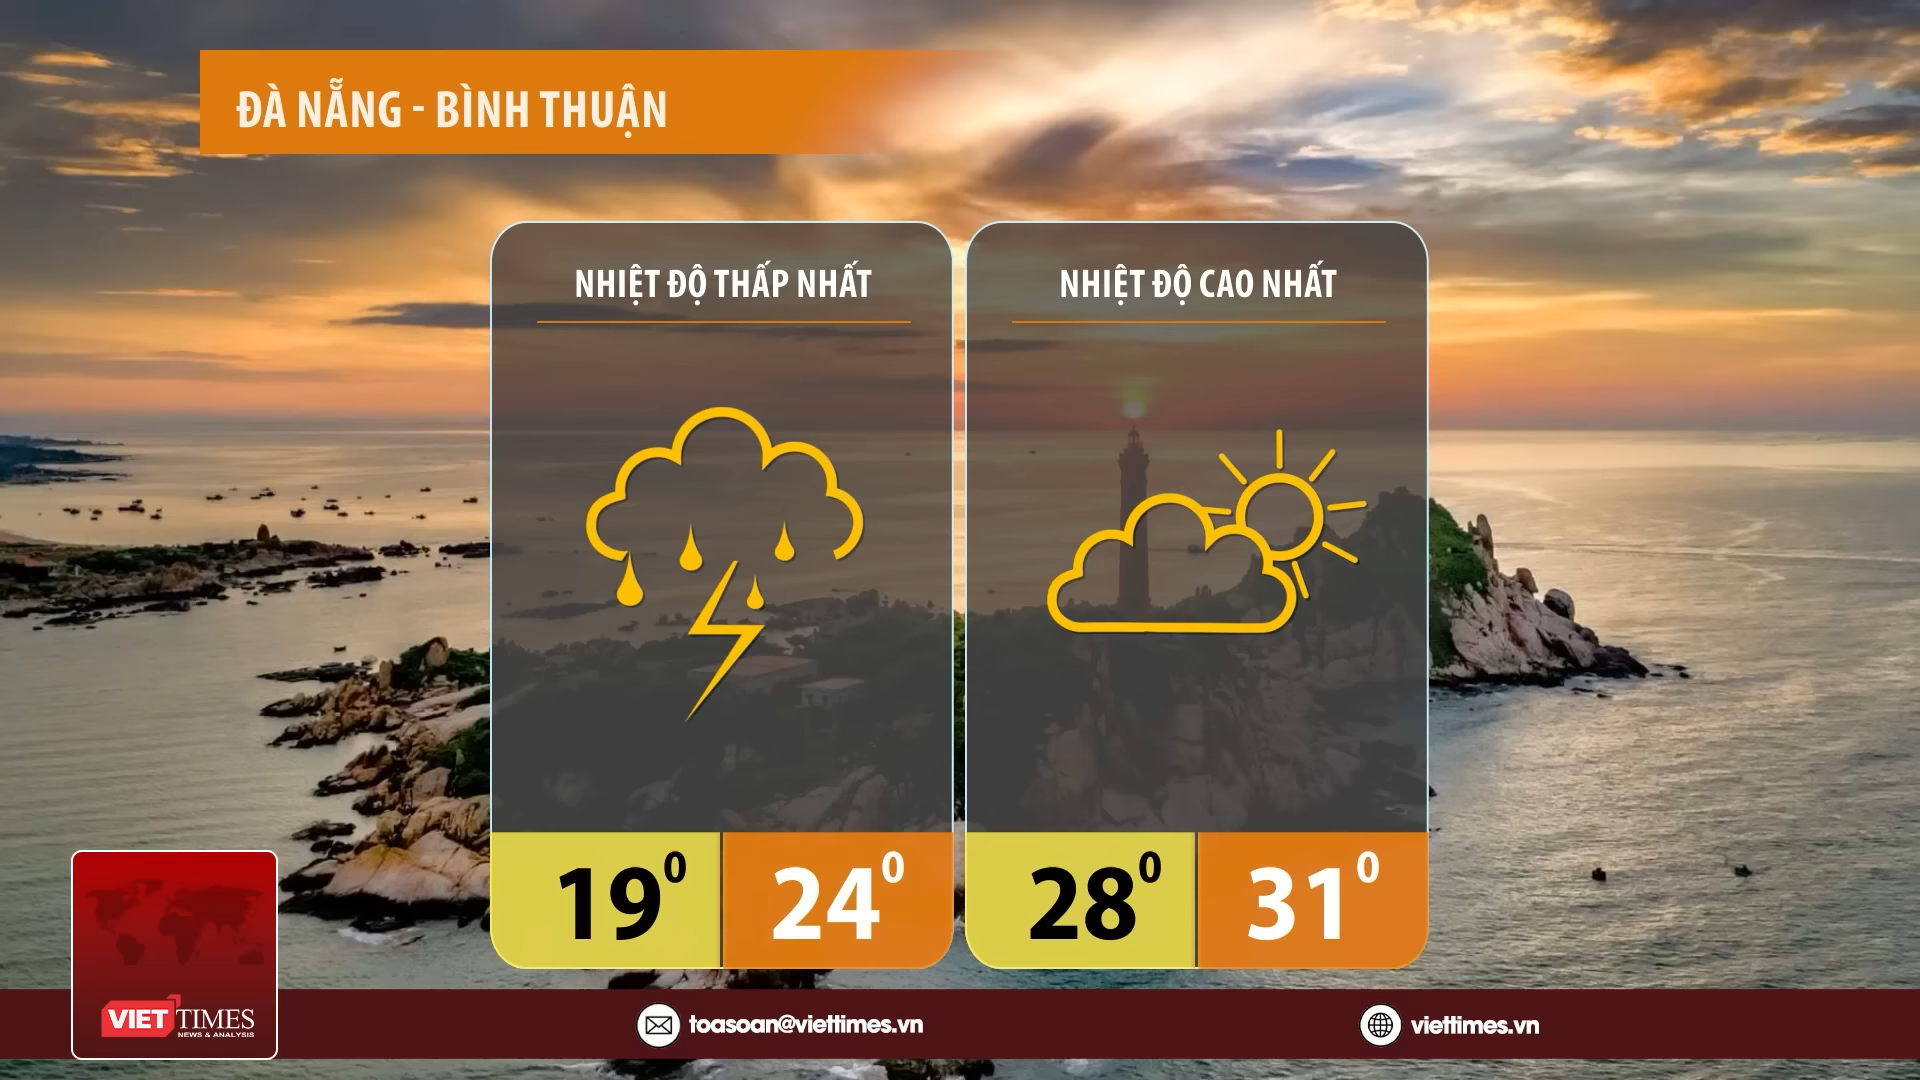 ĐÀ NẴNG - BÌNH THUẬN
NHIỆT ĐỘ THẤP NHẤT
NHIỆT ĐỘ CAO NHẤT
19⁰ 24⁰
28⁰ 31⁰
VIETTIMES
NEWS & ANALYSIS
toasoan@viettimes.vn
viettimes.vn